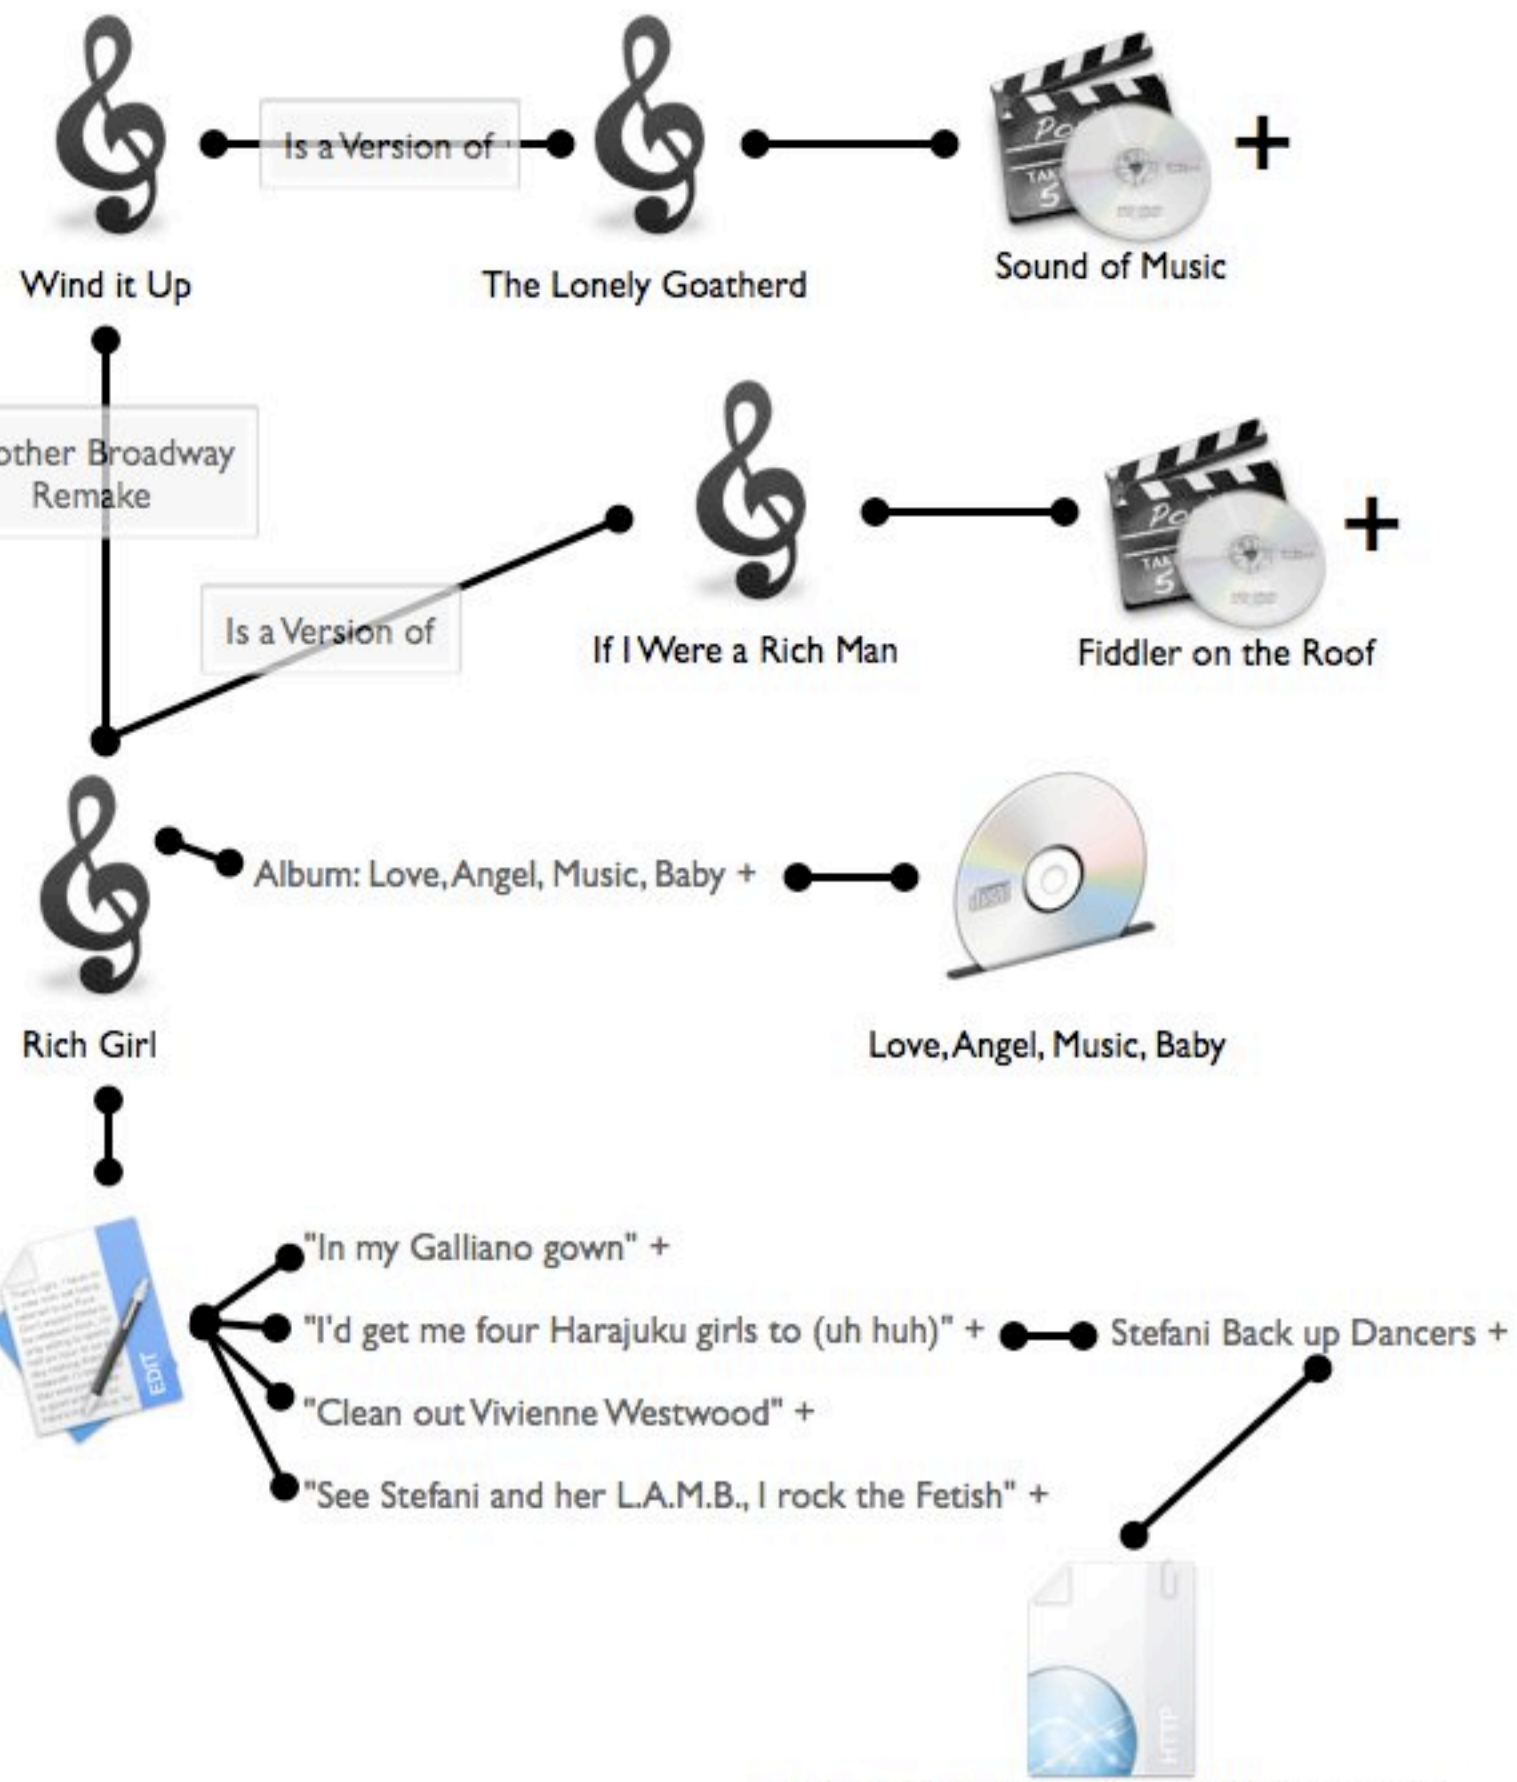 Is a Version of
Wind it Up
The Lonely Goatherd
Sound of Music
other Broadway
Remake
Is a Version of
If I Were a Rich Man
Fiddler on the Roof
Album: Love, Angel, Music, Baby +
Rich Girl
Love, Angel, Music, Baby
"In my Galliano gown" +
"I'd get me four Harajuku girls to (uh huh)" +
Stefani Back up Dancers +
"Clean out Vivienne Westwood" +
"See Stefani and her L.A.M.B., I rock the Fetish" +
EDIT
HTTP